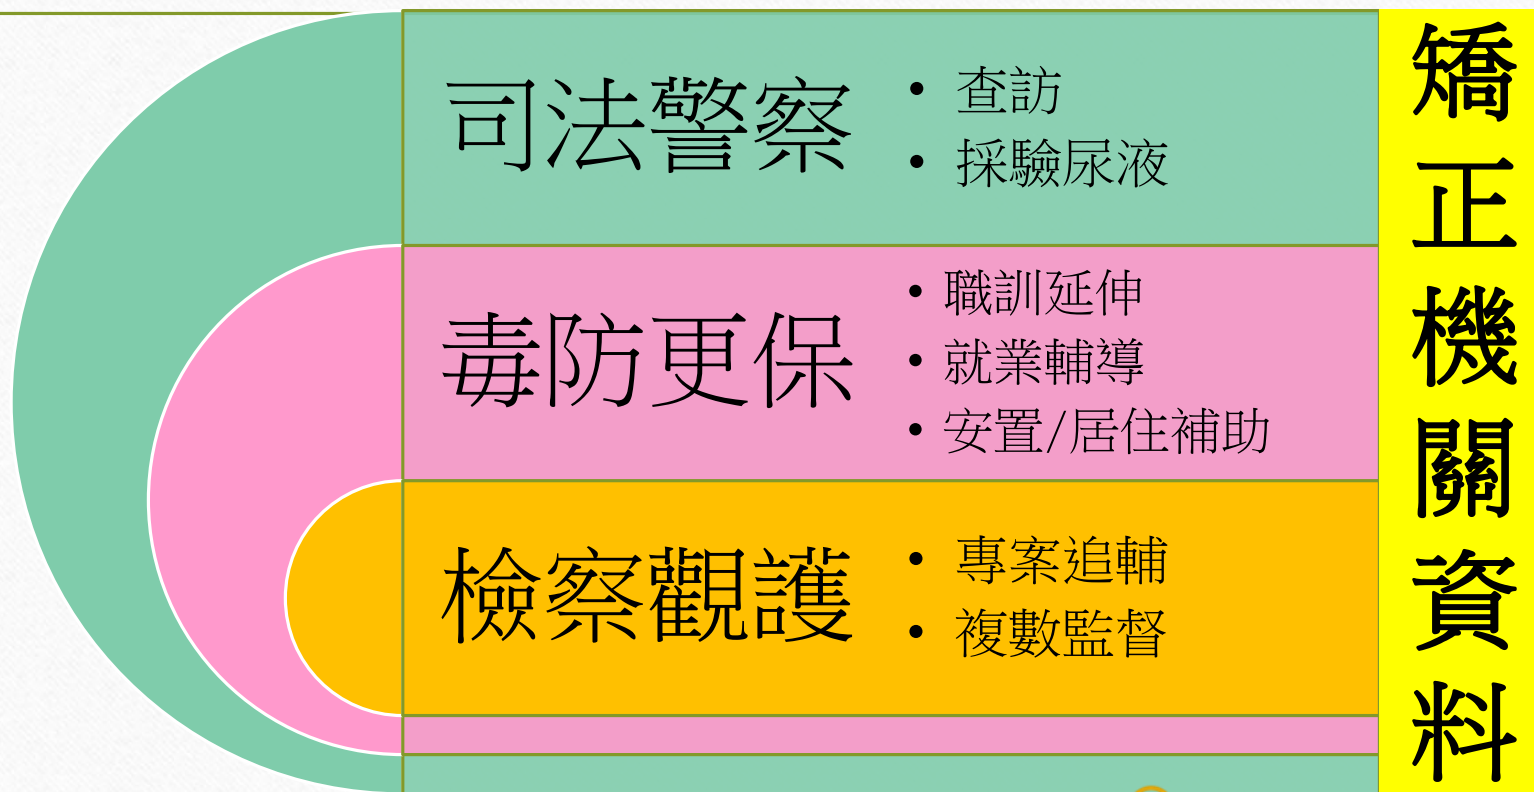 司法警察
• 查訪
• 採驗尿液
毒防更保
• 職訓延伸
• 就業輔導
• 安置/居住補助
檢察觀護
• 專案追輔
• 複數監督
矯正機關資料